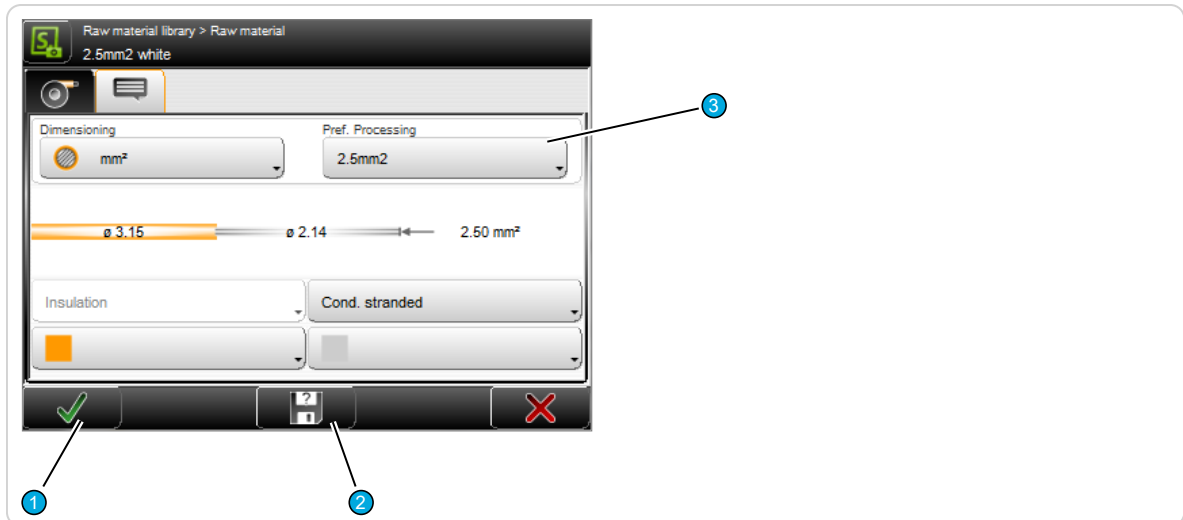 Raw material library > Raw material
2.5mm2 white
Dimensioning
Pref. Processing
mm²
2.5mm2
3
ø 3.15
ø 2.14
2.50 mm²
Insulation
Cond. stranded
?
1
2